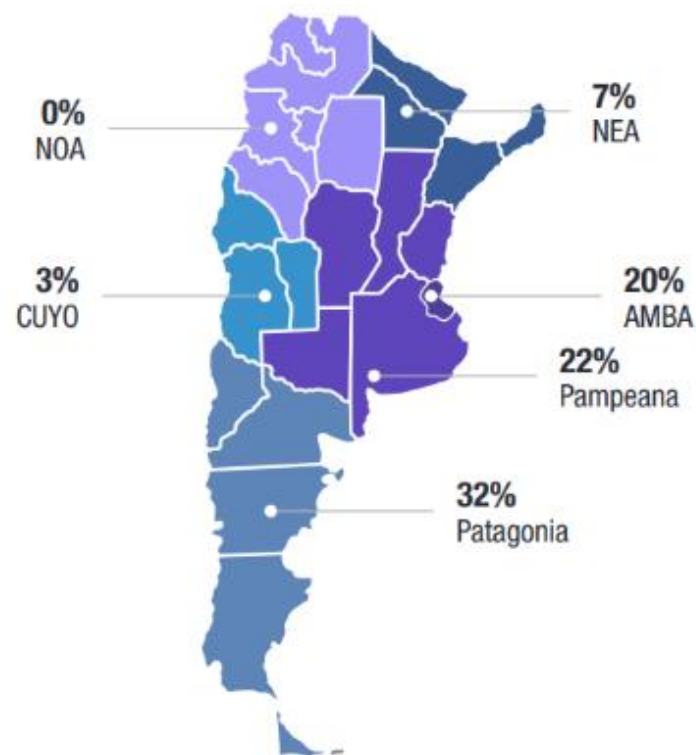 0%
NOA
7%
NEA
3%
CUYO
20%
AMBA
22%
Pampeana
32%
Patagonia